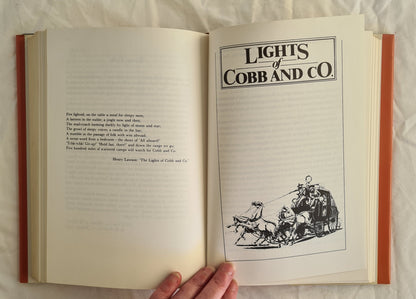 Fire lighted, on the table a meal for sleepy men,
A lantern in the stable; a jingle now and then;
The mail-coach looming darkly by light of moon and star;
The growl of sleepy voices; a candle in the bar;
A stumble in the passage of folk with wits abroad;
A swear-word from a bedroom – the shout of 'All aboard!'
'Tchk-tchk! Git-up!' 'Hold fast, there!' and down the range we go;
Five hundred miles of scattered camps will watch for Cobb and Co.
Henry Lawson: 'The Lights of Cobb and Co.'
LIGHTS
of
COBB AND CO.